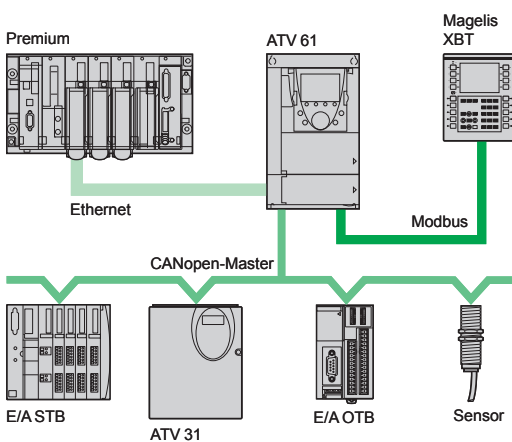 Premium
ATV 61
Magelis
XBT
Ethernet
Modbus
CANopen-Master
E/A STB
ATV 31
E/A OTB
Sensor